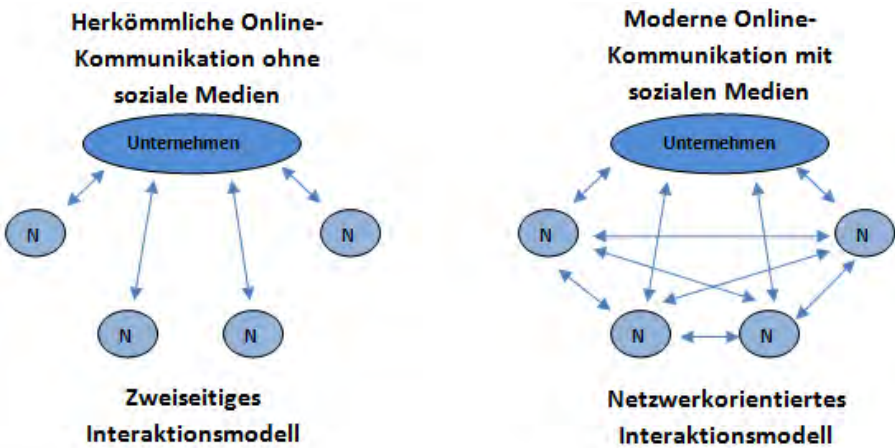 Herkömmliche Online-
Kommunikation ohne
soziale Medien
Unternehmen
N
N
N
N
Zweiseitiges
Interaktionsmodell
Moderne Online-
Kommunikation mit
sozialen Medien
Unternehmen
N
N
N
N
Netzwerkorientiertes
Interaktionsmodell